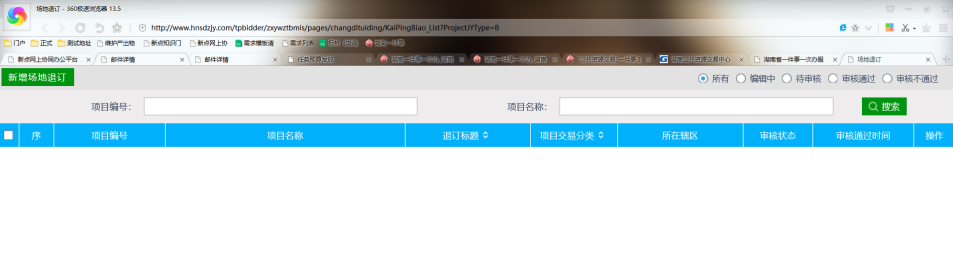 场地退订 - 360极速浏览器 13.5
http://www.hnsdzjy.com/tpbidder/zxywztbmis/pages/changdituiding/KaiPingBiao_List?ProjectJYType=8
门户 正式 测试地址 维护产出物 新点知识门 新点网上协 需求模板清 需求列表
新点网上协同办公平台 × 邮件详情 × 邮件详情 × 任务预算发放 × × × × × 湖南省一件事一次办服 × 场地退订 ×
新增场地退订 所有 编辑中 待审核 审核通过 审核不通过
项目编号： 项目名称： 搜索
序 项目编号 项目名称 退订标题 项目交易分类 所在辖区 审核状态 审核通过时间 操作